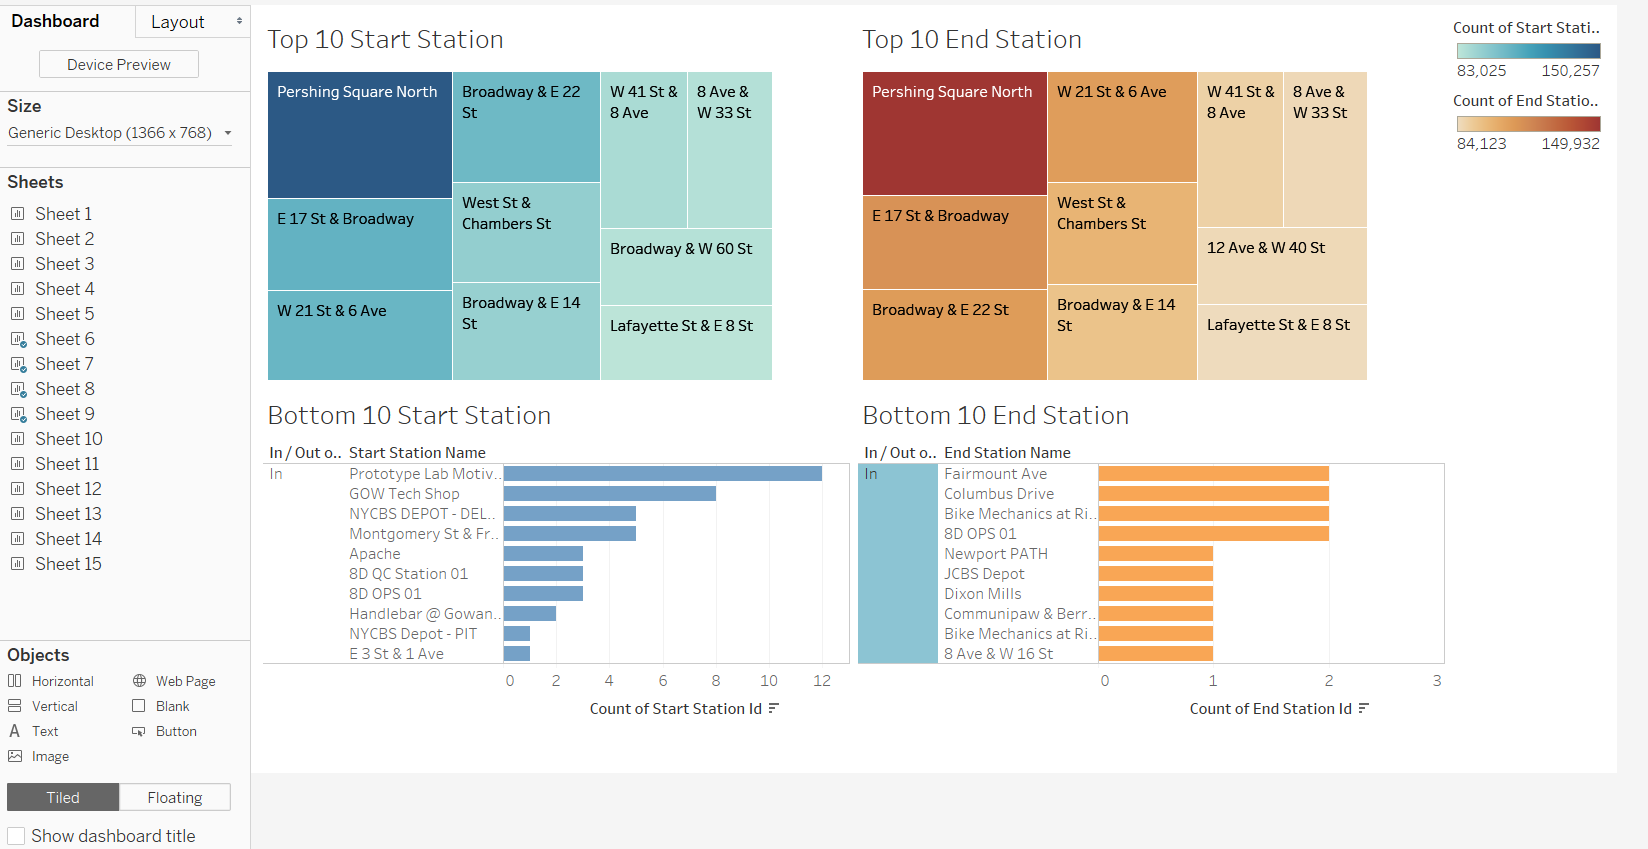 Dashboard
Layout
Device Preview
Size
Generic Desktop (1366 x 768)
Sheets
Sheet 1
Sheet 2
Sheet 3
Sheet 4
Sheet 5
Sheet 6
Sheet 7
Sheet 8
Sheet 9
Sheet 10
Sheet 11
Sheet 12
Sheet 13
Sheet 14
Sheet 15
Objects
Horizontal
Web Page
Vertical
Blank
A Text
Button
Image
Tiled
Floating
Show dashboard title
Top 10 Start Station
Pershing Square North
E 17 St & Broadway
W 21 St & 6 Ave
Broadway & E 22
St
West St &
Chambers St
Broadway & E 14
St
W 41 St &
8 Ave
8 Ave &
W 33 St
Broadway & W 60 St
Lafayette St & E 8 St
Top 10 End Station
Pershing Square North
E 17 St & Broadway
Broadway & E 22 St
W 21 St & 6 Ave
West St &
Chambers St
Broadway & E 14
St
W 41 St &
8 Ave
8 Ave &
W 33 St
12 Ave & W 40 St
Lafayette St & E 8 St
Count of Start Stati..
83,025 150,257
Count of End Statio..
84,123 149,932
Bottom 10 Start Station
In / Out o.. Start Station Name
In
Prototype Lab Motiv..
GOW Tech Shop
NYCBS DEPOT - DEL..
Montgomery St & Fr..
Apache
8D QC Station 01
8D OPS 01
Handlebar @ Gowan..
NYCBS Depot - PIT
E 3 St & 1 Ave
0 2 4 6 8 10 12
Count of Start Station Id
Bottom 10 End Station
In / Out o.. End Station Name
In
Fairmount Ave
Columbus Drive
Bike Mechanics at Ri..
8D OPS 01
Newport PATH
JCBS Depot
Dixon Mills
Communipaw & Berr..
Bike Mechanics at Ri..
8 Ave & W 16 St
0 1 2 3
Count of End Station Id